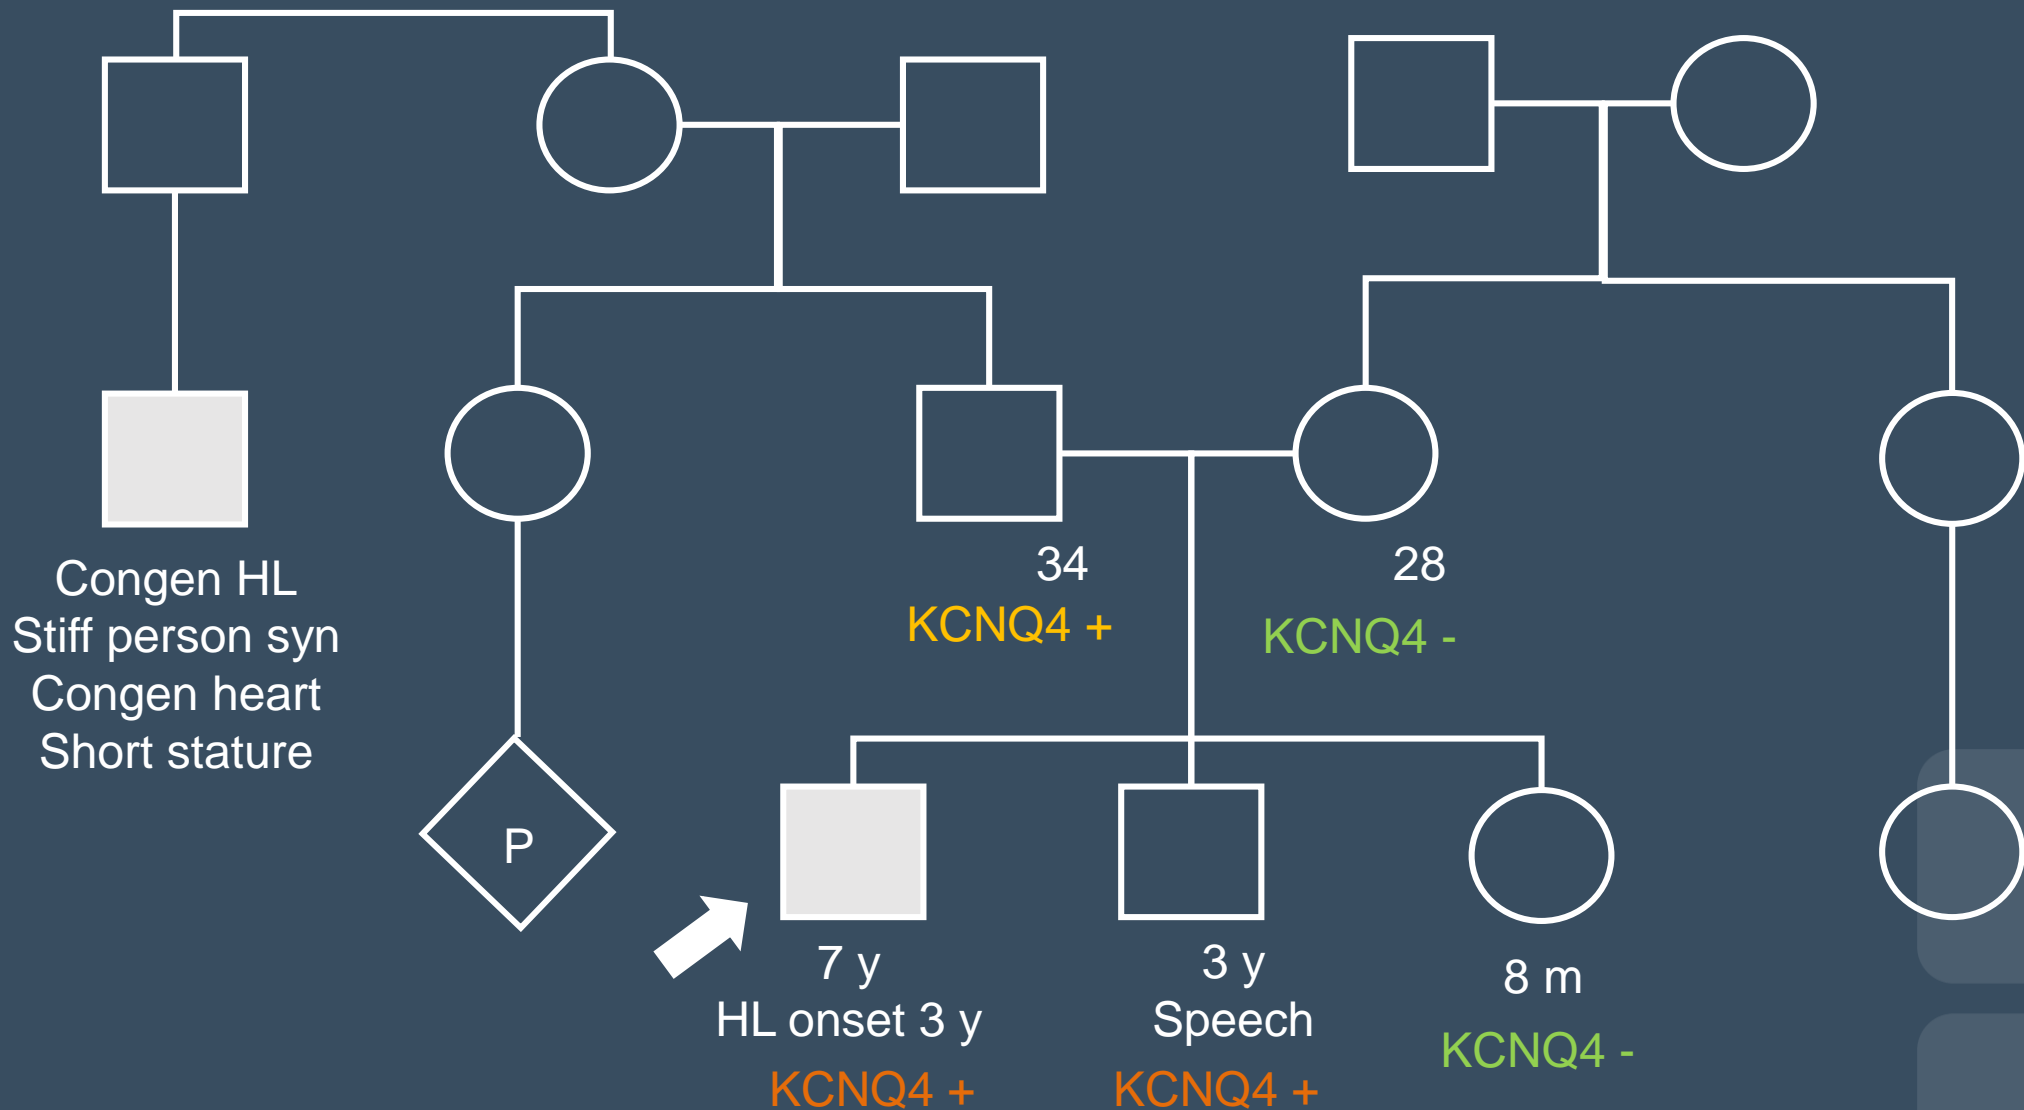 Congen HL
Stiff person syn
Congen heart
Short stature
34
KCNQ4 +
28
KCNQ4 -
P
7 y
HL onset 3 y
KCNQ4 +
3 y
Speech
KCNQ4 +
8 m
KCNQ4 -